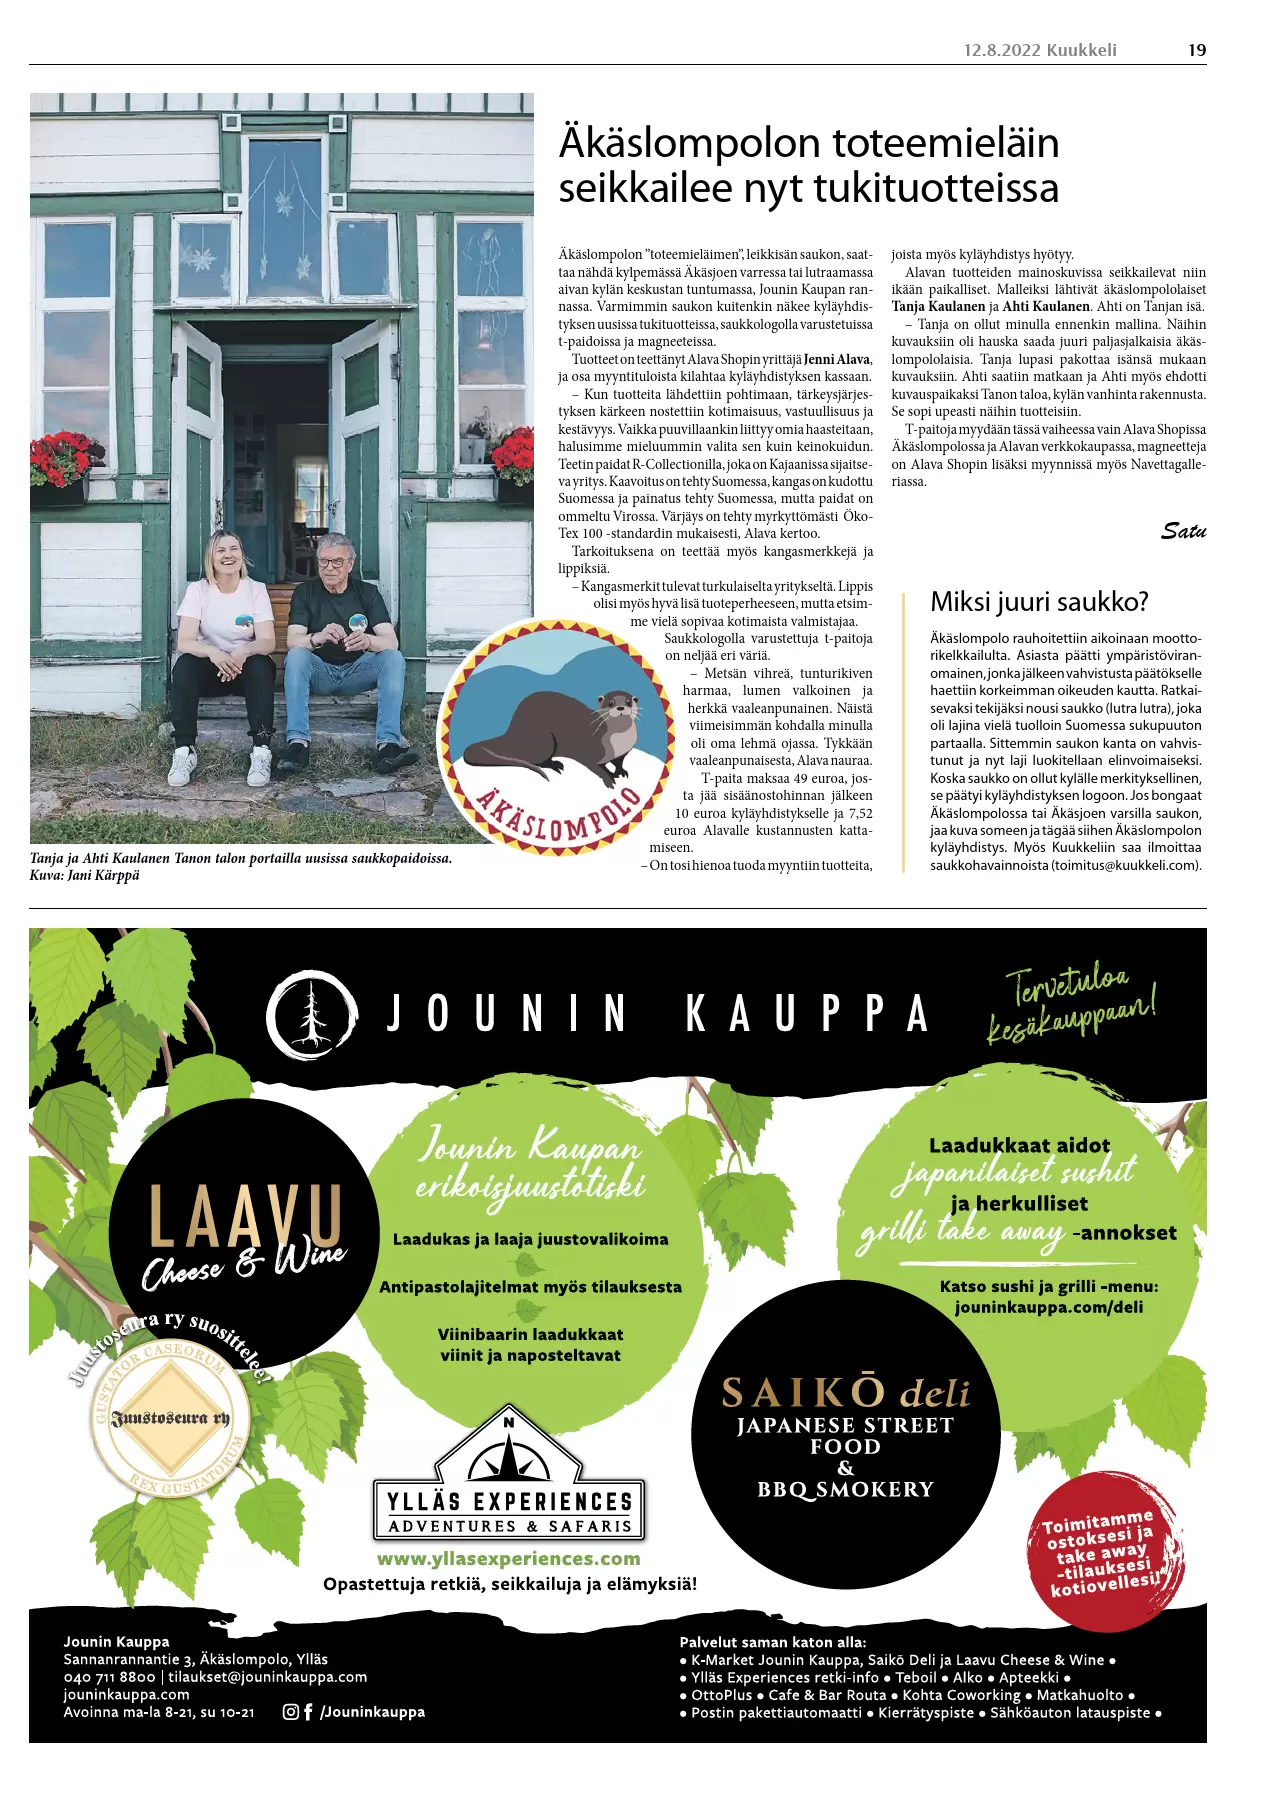 12.8.2022 Kuukkeli 19
Äkäslompolon toteemieläin
seikkailee nyt tukituotteissa
Äkäslompolon ”toteemieläimen”, leikkisän saukon, saat-
taa nähdä kylpemässä Äkäsjoen varressa tai lutraamassa
aivan kylän keskustan tuntumassa, Jounin Kaupan ran-
nassa. Varmimmin saukon kuitenkin näkee kyläyhdis-
tyksen uusissa tukituotteissa, saukkologolla varustetuissa
t-paidoissa ja magneeteissa.
Tuotteet on teettänyt Alava Shopin yrittäjä Jenni Alava,
ja osa myyntituloista kilahtaa kyläyhdistyksen kassaan.
– Kun tuotteita lähdettiin pohtimaan, tärkeysjärjes-
tyksen kärkeen nostettiin kotimaisuus, vastuullisuus ja
kestävyys. Vaikka puuvillaankin liittyy omia haasteitaan,
halusimme mieluummin valita sen kuin keinokuidun.
Teetin paidat R-Collectionilla, joka on Kajaanissa sijaitse-
va yritys. Kaavoitus on tehty Suomessa, kangas on kudottu
Suomessa ja painatus tehty Suomessa, mutta paidat on
ommeltu Virossa. Värjäys on tehty myrkyttömästi Öko-
Tex 100 -standardin mukaisesti, Alava kertoo.
Tarkoituksena on teettää myös kangasmerkkejä ja
lippiksiä.
– Kangasmerkit tulevat turkulaiselta yritykseltä. Lippis
olisi myös hyvä lisä tuoteperheeseen, mutta etsim-
me vielä sopivaa kotimaista valmistajaa.
Saukkologolla varustettuja t-paitoja
on neljää eri väriä.
– Metsän vihreä, tunturikiven
harmaa, lumen valkoinen ja
herkkä vaaleanpunainen. Näistä
viimeisimmän kohdalla minulla
oli oma lehmä ojassa. Tykkään
vaaleanpunaisesta, Alava nauraa.
T-paita maksaa 49 euroa, jos-
ta jää sisäänostohinnan jälkeen
10 euroa kyläyhdistykselle ja 7,52
euroa Alavalle kustannusten katta-
miseen.
– On tosi hienoa tuoda myyntiin tuotteita,
joista myös kyläyhdistys hyötyy.
Alavan tuotteiden mainoskuvissa seikkailevat niin
ikään paikalliset. Malleiksi lähtivät äkäslompololaiset
Tanja Kaulanen ja Ahti Kaulanen. Ahti on Tanjan isä.
– Tanja on ollut minulla ennenkin mallina. Näihin
kuvauksiin oli hauska saada juuri paljasjalkaisia äkäs-
lompololaisia. Tanja lupasi pakottaa isänsä mukaan
kuvauksiin. Ahti saatiin matkaan ja Ahti myös ehdotti
kuvauspaikaksi Tanon taloa, kylän vanhinta rakennusta.
Se sopi upeasti näihin tuotteisiin.
T-paitoja myydään tässä vaiheessa vain Alava Shopissa
Äkäslompolossa ja Alavan verkkokaupassa, magneetteja
on Alava Shopin lisäksi myynnissä myös Navettagalle-
riassa.
Satu
ÄKÄSLOMPOLO
Tanja ja Ahti Kaulanen Tanon talon portailla uusissa saukkopaidoissa.
Kuva: Jani Kärppä
Miksi juuri saukko?
Äkäslompolo rauhoitettiin aikoinaan mootto-
rikelkkailulta. Asiasta päätti ympäristöviran-
omainen, jonka jälkeen vahvistusta päätökselle
haettiin korkeimman oikeuden kautta. Ratkai-
sevaksi tekijäksi nousi saukko (lutra lutra), joka
oli lajina vielä tuolloin Suomessa sukupuuton
partaalla. Sittemmin saukon kanta on vahvis-
tunut ja nyt laji luokitellaan elinvoimaiseksi.
Koska saukko on ollut kylälle merkityksellinen,
se päätyi kyläyhdistyksen logoon. Jos bongaat
Äkäslompolossa tai Äkäsjoen varsilla saukon,
jaa kuva someen ja tägää siihen Äkäslompolon
kyläyhdistys. Myös Kuukkeliin saa ilmoittaa
saukkohavainnoista (toimitus@kuukkeli.com).
JOUNIN KAUPPA
Tervetuloa
kesäkauppaan!
LAAVU
Cheese & Wine
Juustoseura ry suosittelee!
GUSTATOR CASEORUM
Juustoseura ry
REX GUSTATORUM
Jounin Kaupan
erikoisjuustotiski
Laadukas ja laaja juustovalikoima
Antipastolajitelmat myös tilauksesta
Viinibaarin laadukkaat
viinit ja naposteltavat
Laadukkaat aidot
japanilaiset sushit
ja herkulliset
grilli take away -annokset
Katso sushi ja grilli -menu:
jouninkauppa.com/deli
SAIKŌ deli
JAPANESE STREET
FOOD
&
BBQ SMOKERY
N
YLLÄS EXPERIENCES
ADVENTURES & SAFARIS
www.yllasexperiences.com
Opastettuja retkiä, seikkailuja ja elämyksiä!
Toimitamme
ostoksesi ja
take away
-tilauksesi
kotiovellesi!
Jounin Kauppa
Sannanrannantie 3, Äkäslompolo, Ylläs
040 711 8800 | tilaukset@jouninkauppa.com
jouninkauppa.com
Avoinna ma-la 8-21, su 10-21 /Jouninkauppa
Palvelut saman katon alla:
● K-Market Jounin Kauppa, Saikō Deli ja Laavu Cheese & Wine ●
● Ylläs Experiences retki-info ● Teboil ● Alko ● Apteekki ●
● OttoPlus ● Cafe & Bar Routa ● Kohta Coworking ● Matkahuolto ●
● Postin pakettiautomaatti ● Kierrätyspiste ● Sähköauton latauspiste ●